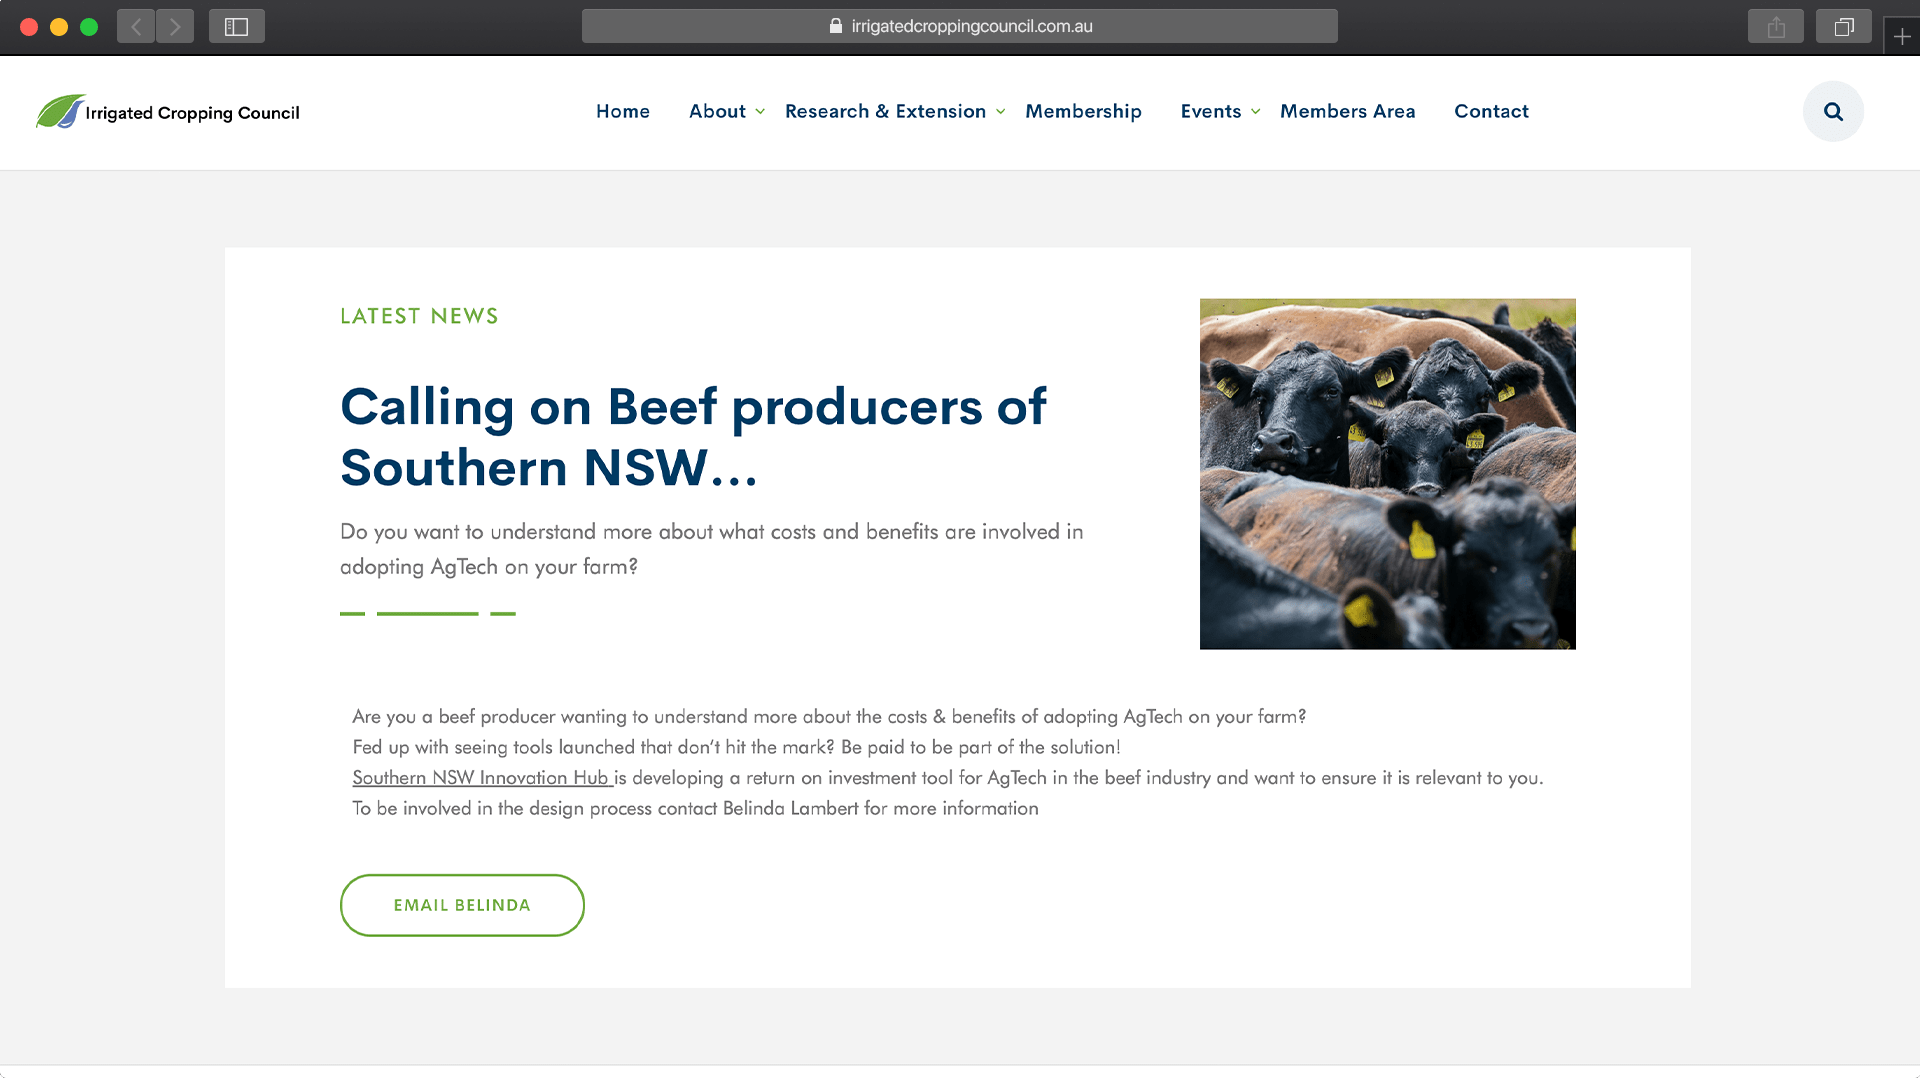 irrigatedcroppingcouncil.com.au
Irrigated Cropping Council
Home About Research & Extension Membership Events Members Area Contact
LATEST NEWS
Calling on Beef producers of
Southern NSW...
Do you want to understand more about what costs and benefits are involved in
adopting AgTech on your farm?
Are you a beef producer wanting to understand more about the costs & benefits of adopting AgTech on your farm?
Fed up with seeing tools launched that don't hit the mark? Be paid to be part of the solution!
Southern NSW Innovation Hub is developing a return on investment tool for AgTech in the beef industry and want to ensure it is relevant to you.
To be involved in the design process contact Belinda Lambert for more information
EMAIL BELINDA